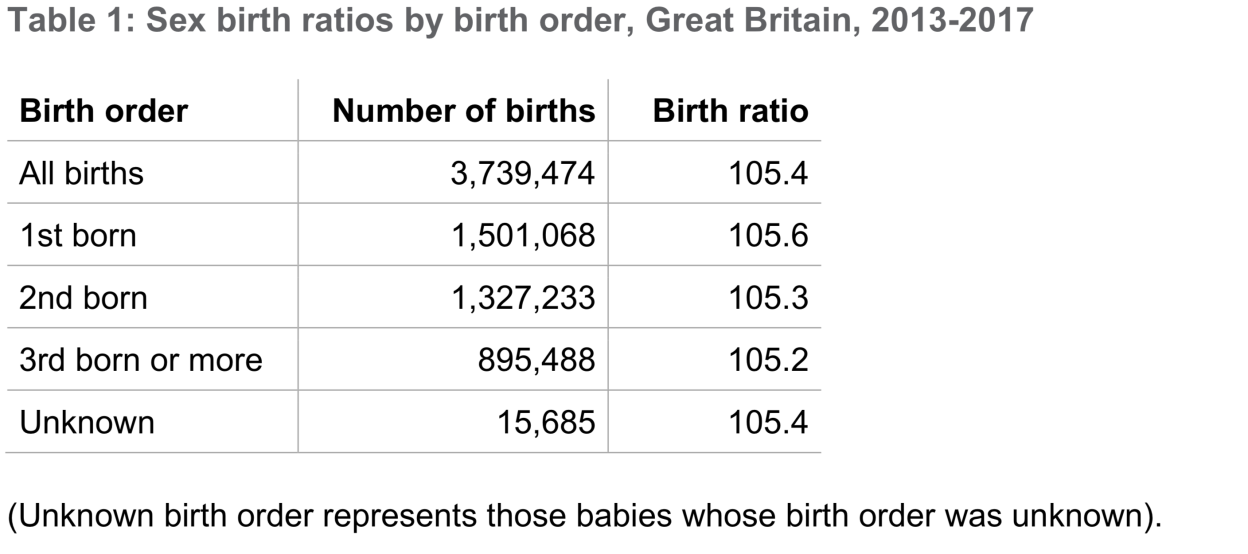 Table 1: Sex birth ratios by birth order, Great Britain, 2013-2017
Birth order Number of births Birth ratio
All births 3,739,474 105.4
1st born 1,501,068 105.6
2nd born 1,327,233 105.3
3rd born or more 895,488 105.2
Unknown 15,685 105.4
(Unknown birth order represents those babies whose birth order was unknown).